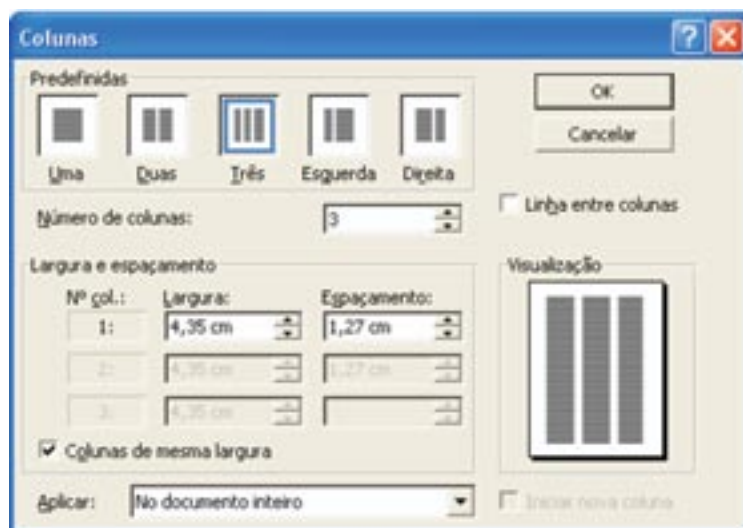 Colunas
Predefinidas
OK
Cancelar
Uma Duas Três Esquerda Direita
Número de colunas: 3
Linha entre colunas
Largura e espaçamento
Visualização
Nº col.: Largura: Espaçamento:
1: 4,35 cm 1,27 cm
2: 4,35 cm 1,27 cm
3: 4,35 cm
Colunas de mesma largura
Aplicar: No documento inteiro
Iniciar nova coluna